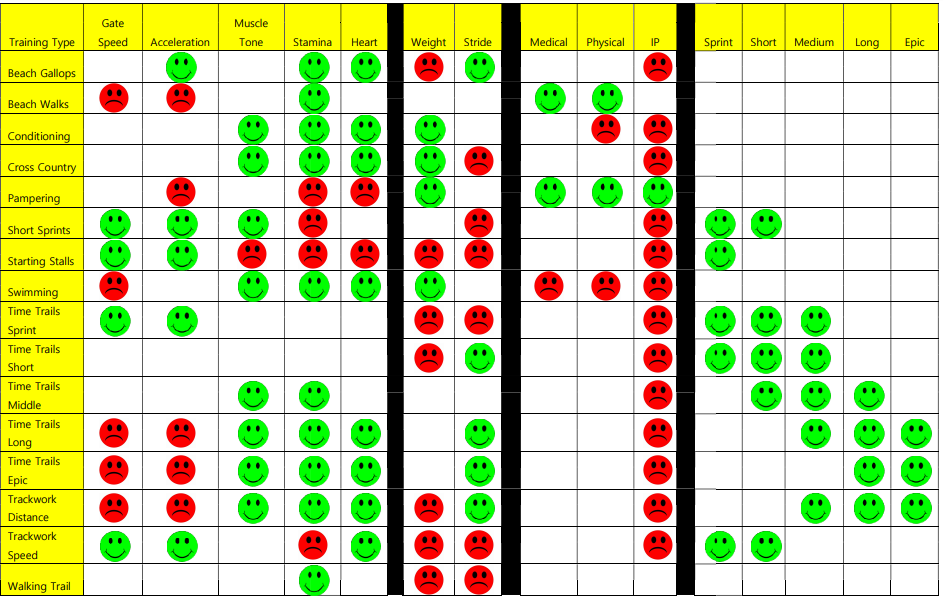 Gate Muscle
Training Type Speed Acceleration Tone Stamina Heart Weight Stride Medical Physical IP Sprint Short Medium Long Epic
Beach Gallops
Beach Walks
Conditioning
Cross Country
Pampering
Short Sprints
Starting Stalls
Swimming
Time Trails
Sprint
Time Trails
Short
Time Trails
Middle
Time Trails
Long
Time Trails
Epic
Trackwork
Distance
Trackwork
Speed
Walking Trail